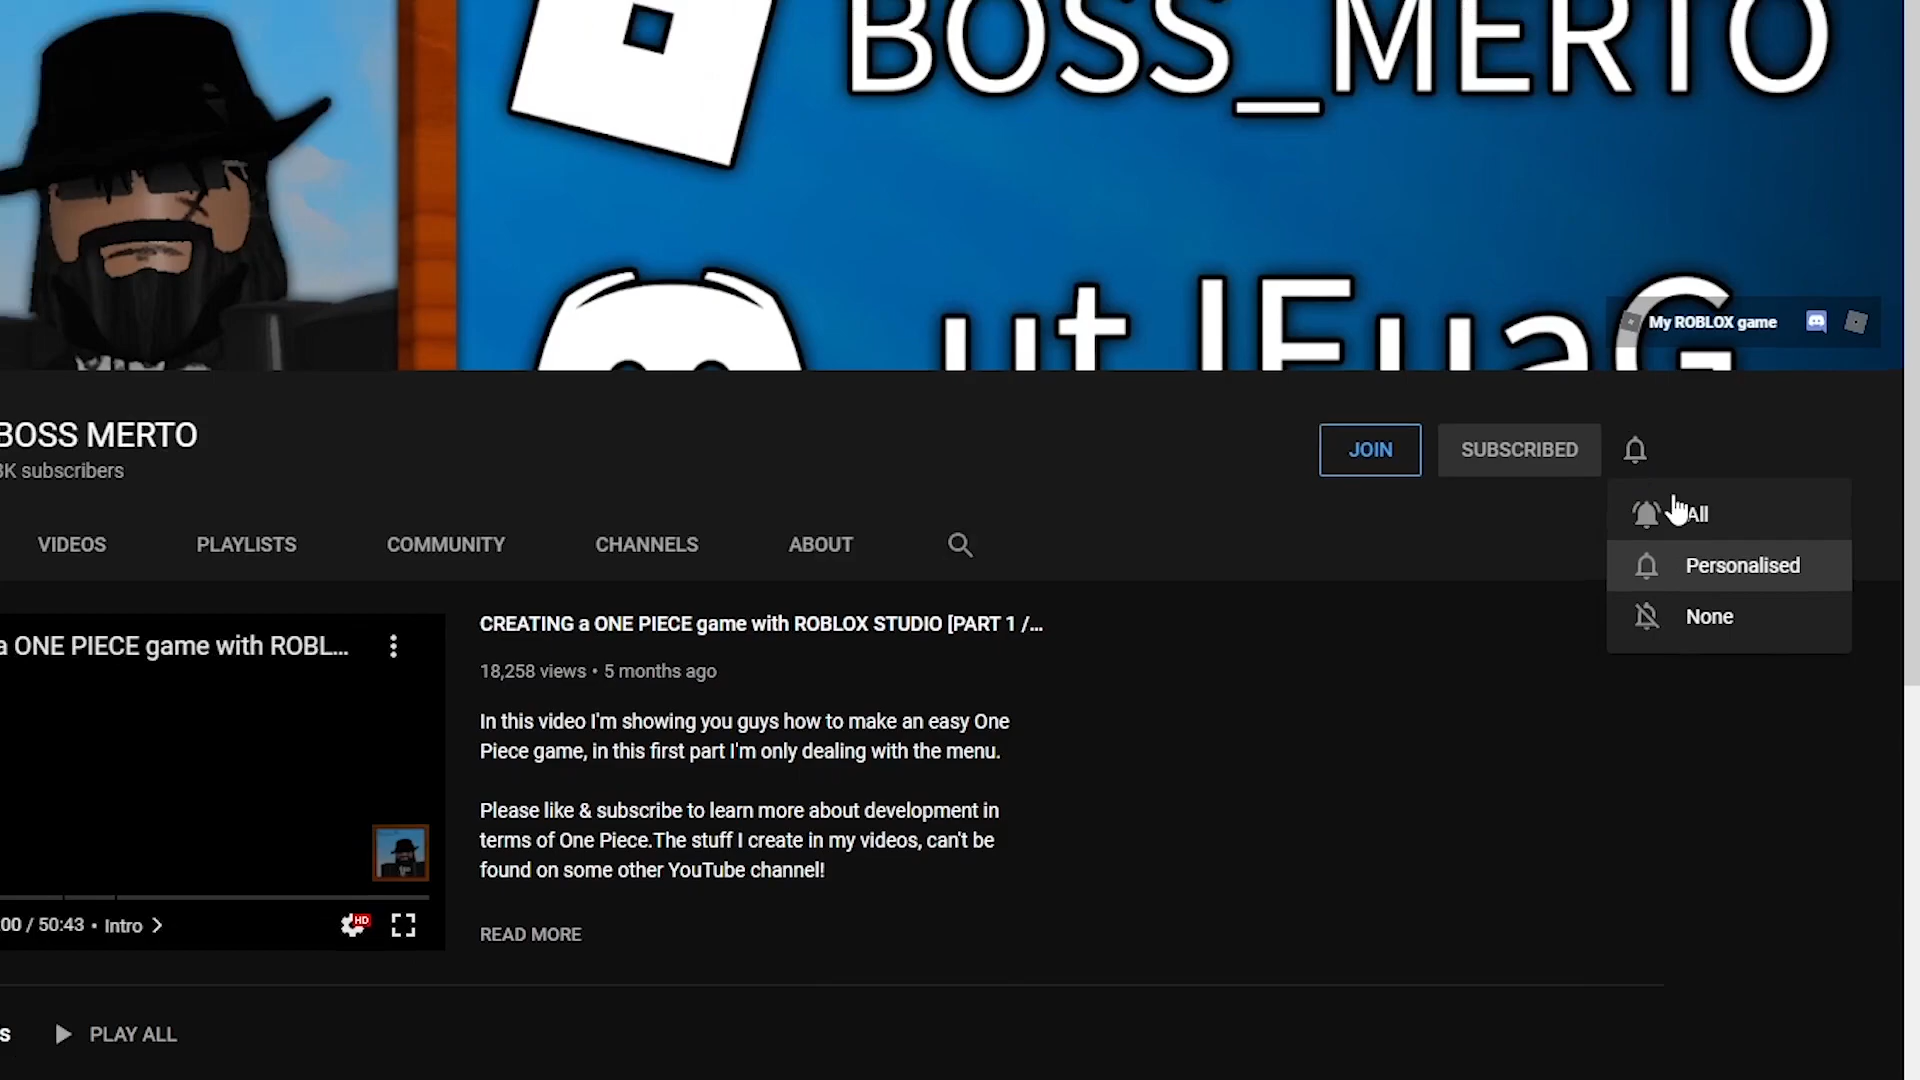 BOSS_MERTO
My ROBLOX game
BOSS MERTO
K subscribers
JOIN
SUBSCRIBED
All
Personalised
None
VIDEOS
PLAYLISTS
COMMUNITY
CHANNELS
ABOUT
a ONE PIECE game with ROBL...
CREATING a ONE PIECE game with ROBLOX STUDIO [PART 1 /...
18,258 views • 5 months ago
In this video I'm showing you guys how to make an easy One
Piece game, in this first part I'm only dealing with the menu.
Please like & subscribe to learn more about development in
terms of One Piece.The stuff I create in my videos, can't be
found on some other YouTube channel!
READ MORE
00 / 50:43 • Intro
HD
s
PLAY ALL